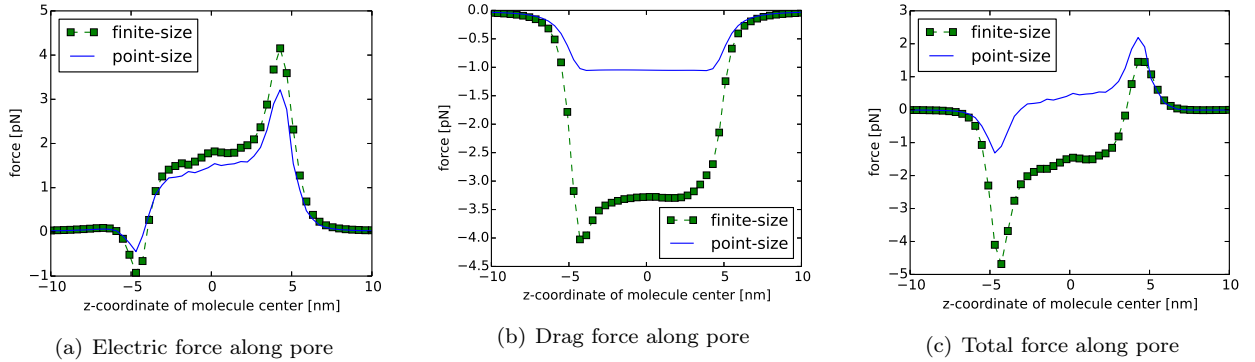 5
4
3
2
1
0
−1
force [pN]
finite-size
point-size
−10
−5
0
5
10
z-coordinate of molecule center [nm]
(a) Electric force along pore
0.0
−0.5
−1.0
−1.5
−2.0
−2.5
−3.0
−3.5
−4.0
−4.5
force [pN]
finite-size
point-size
−10
−5
0
5
10
z-coordinate of molecule center [nm]
(b) Drag force along pore
3
2
1
0
−1
−2
−3
−4
−5
force [pN]
finite-size
point-size
−10
−5
0
5
10
z-coordinate of molecule center [nm]
(c) Total force along pore